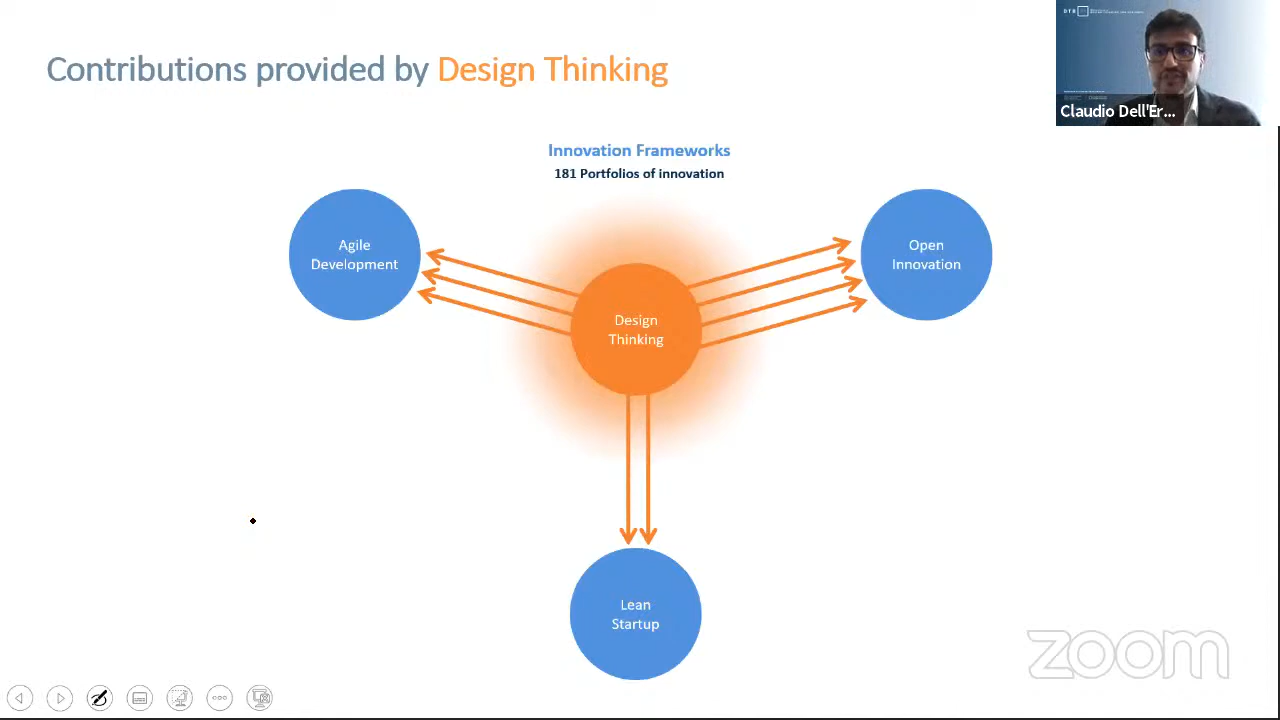 Contributions provided by Design Thinking
Claudio Dell'Er...
Innovation Frameworks
181 Portfolios of innovation
Agile
Development
Open
Innovation
Design
Thinking
Lean
Startup
zoom